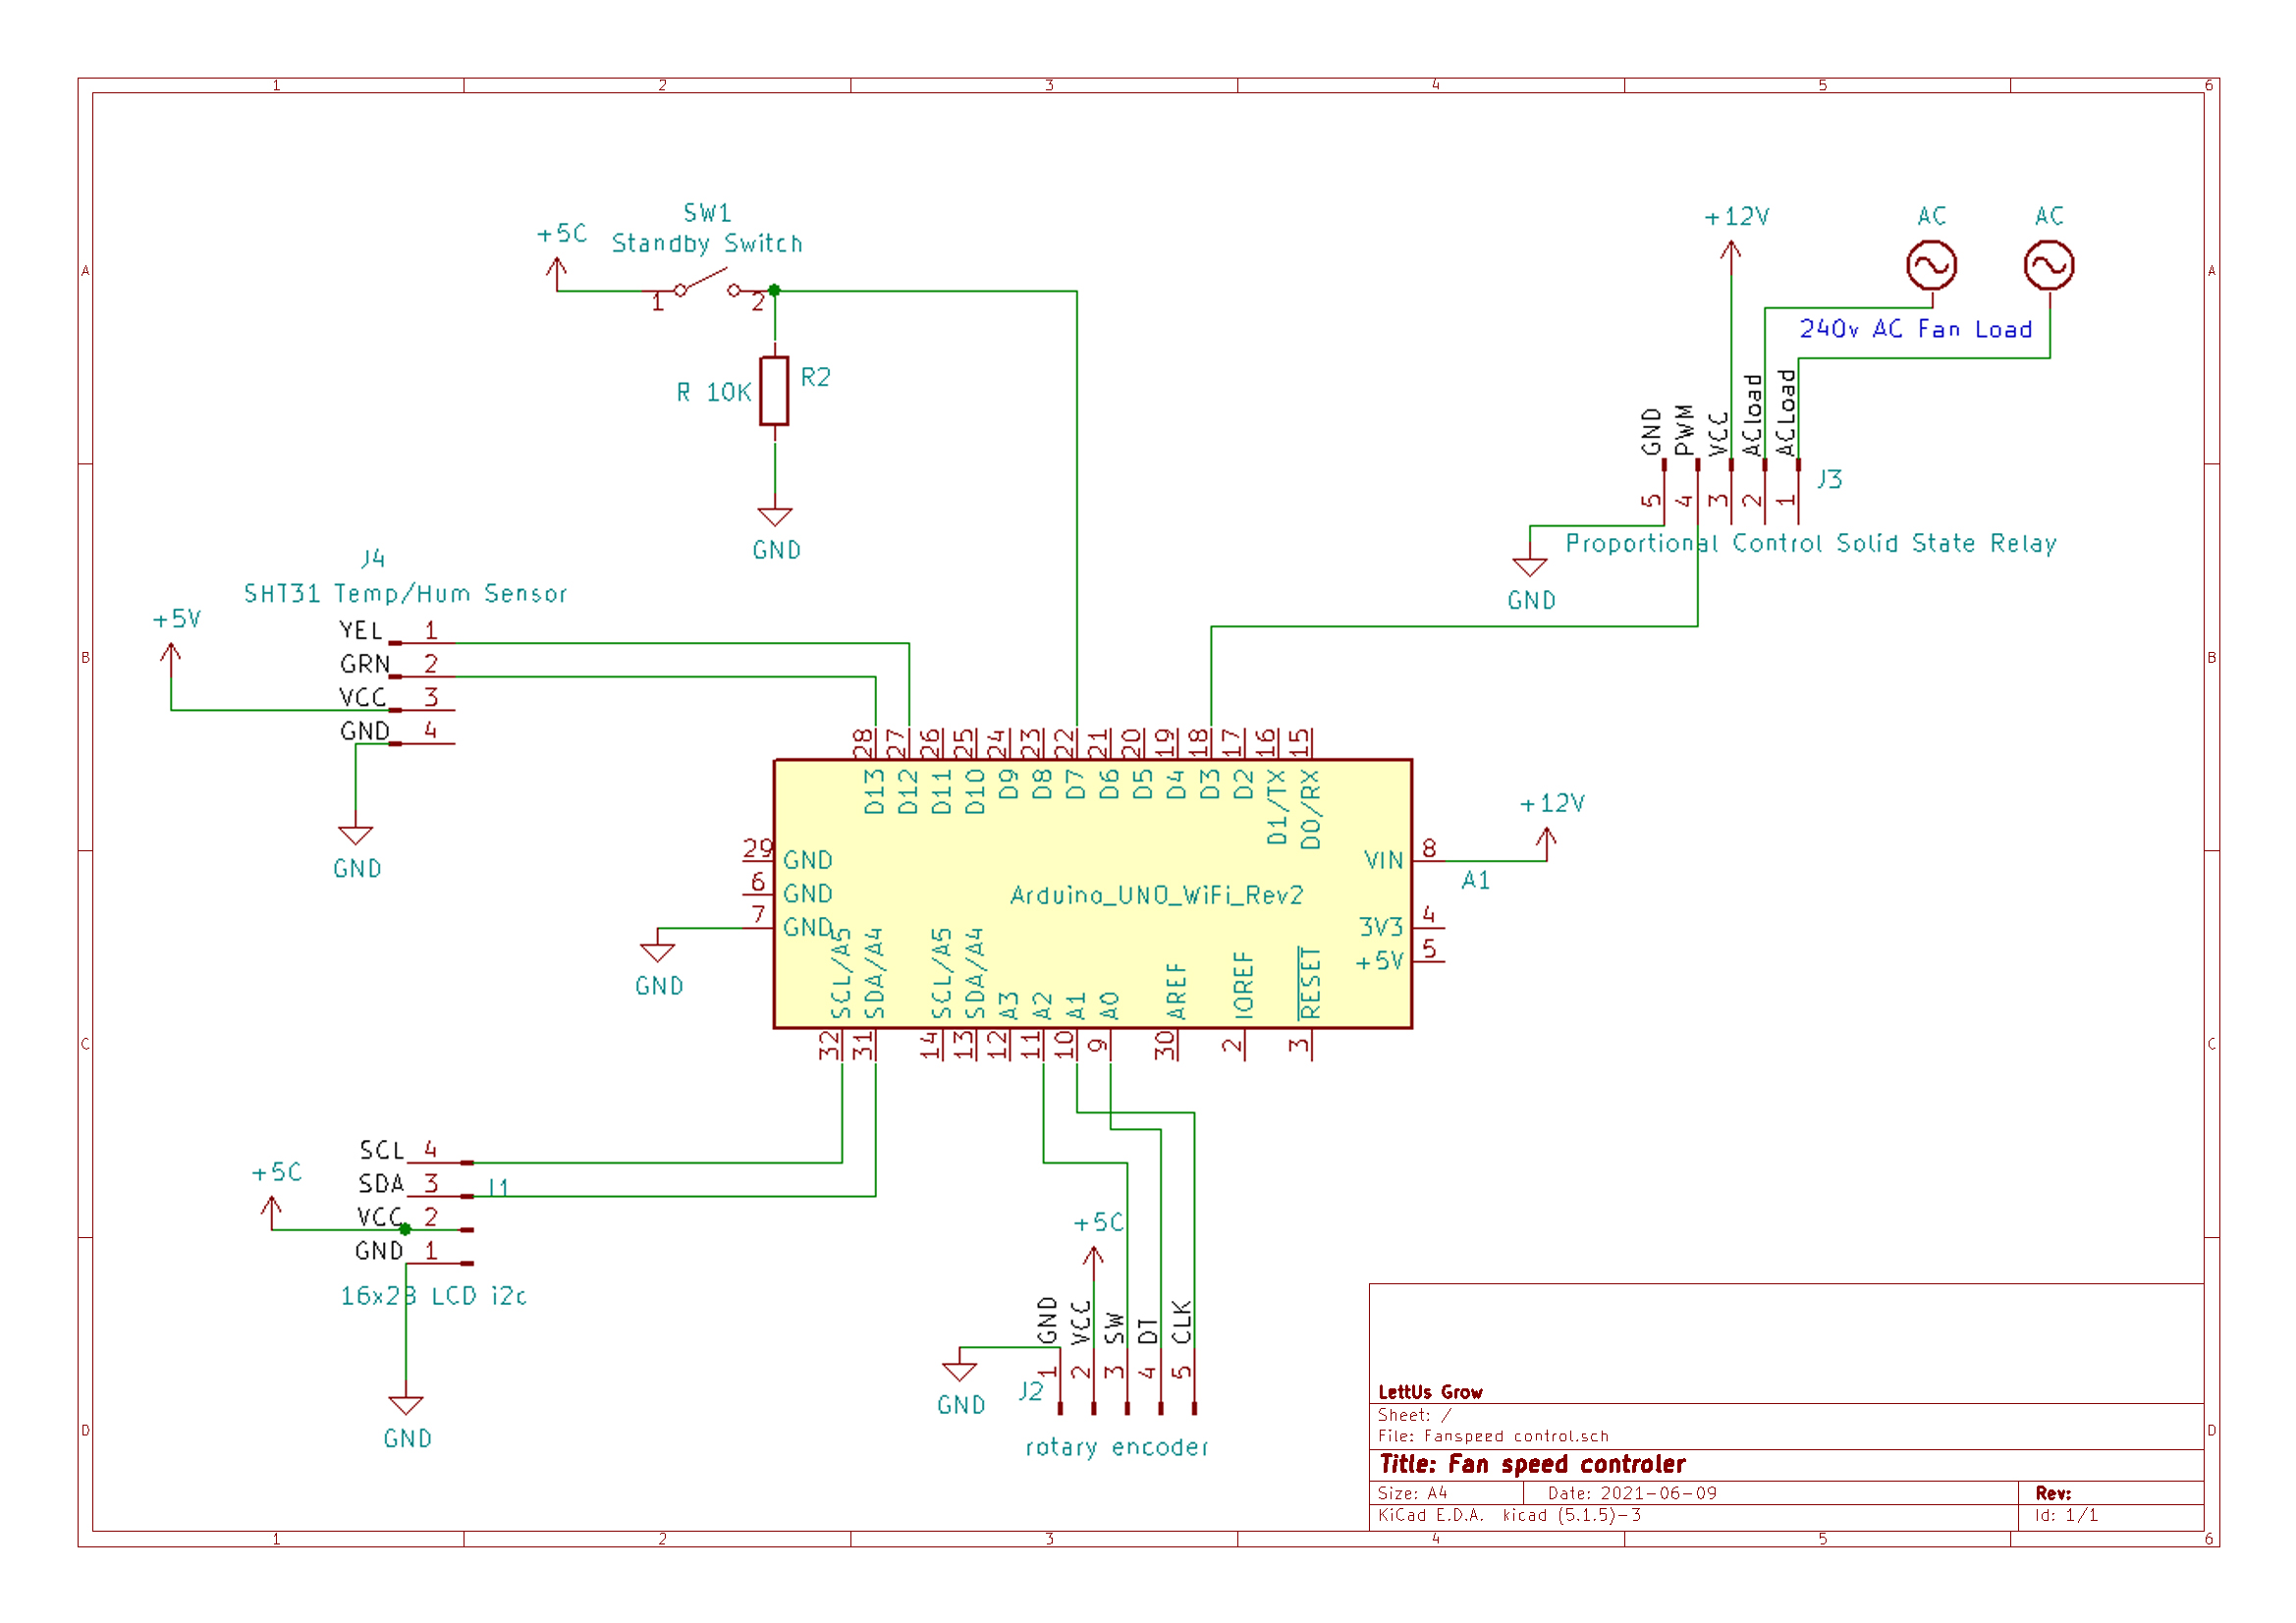 1 2 3 4 5 6
A
B
C
D
A
B
C
D
SW1
Standby Switch
+5C
1
2
R 10K
R2
GND
+12V
AC
AC
240v AC Fan Load
GND
PWM
VCC
ACload
ACLoad
5
4
3
2
1
J3
Proportional Control Solid State Relay
GND
J4
SHT31 Temp/Hum Sensor
+5V
YEL 1
GRN 2
VCC 3
GND 4
GND
28
27
26
25
24
23
22
21
20
19
18
17
16
15
D13
D12
D11
D10
D9
D8
D7
D6
D5
D4
D3
D2
D1/TX
D0/RX
29 GND
6 GND
7 GND
GND
Arduino_UNO_WiFi_Rev2
VIN 8
+12V
A1
3V3 4
+5V 5
SCL/A5
SDA/A4
SCL/A5
SDA/A4
A3
A2
A1
A0
AREF
IOREF
RESET
32
31
14
13
12
11
10
9
30
2
3
+5C
SCL 4
SDA 3
VCC 2
GND 1
J1
16x2B LCD i2c
GND
+5C
GND
VCC
SW
DT
CLK
1
2
3
4
5
J2
GND
rotary encoder
LettUs Grow
Sheet: /
File: Fanspeed control.sch
Title: Fan speed controler
Size: A4 Date: 2021-06-09 Rev:
KiCad E.D.A. kicad (5.1.5)-3 Id: 1/1
1 2 3 4 5 6